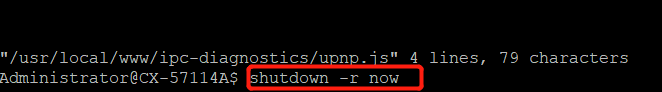 "/usr/local/www/ipc-diagnostics/upnp.js" 4 lines, 79 characters
Administrator@CX-57114A$ shutdown -r now